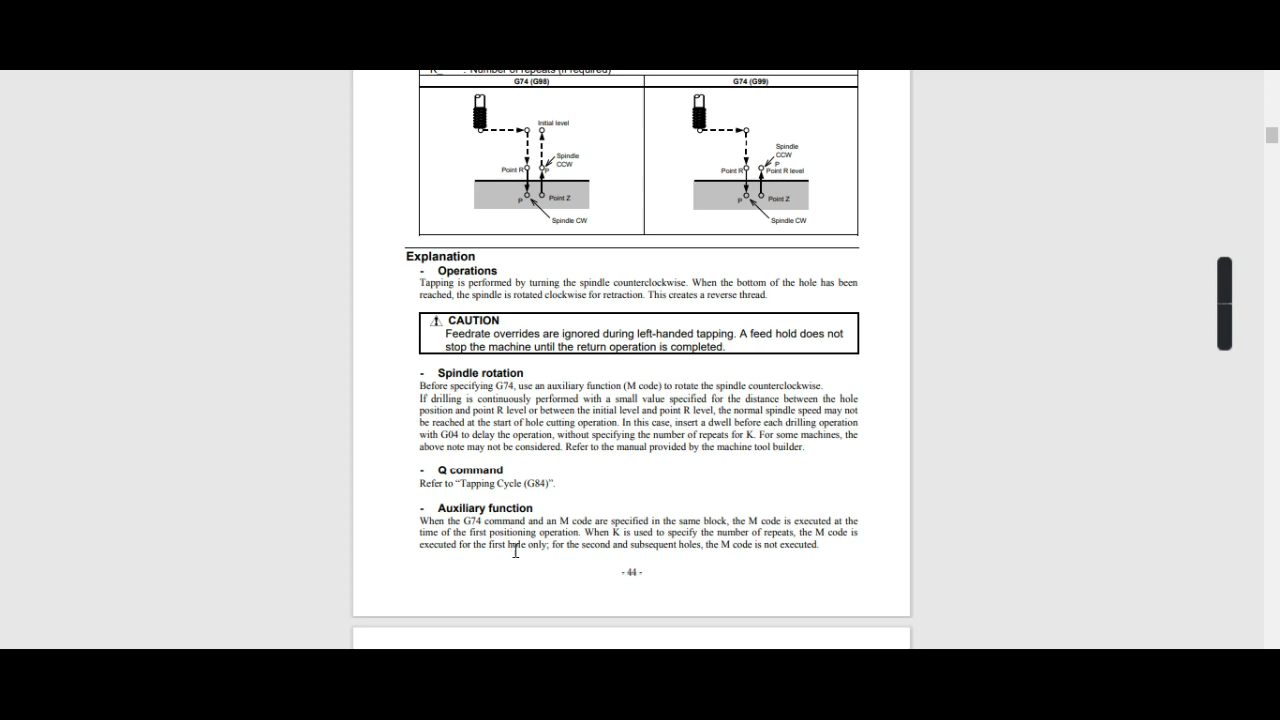 K_ : Number of repeats (if required)
G74 (G98) G74 (G99)
Initial level
Spindle CCW
Point R
P
P
Point Z
Spindle CW
Spindle CCW
P
Point R
Point R level
P
Point Z
Spindle CW
Explanation
- Operations
Tapping is performed by turning the spindle counterclockwise. When the bottom of the hole has been
reached, the spindle is rotated clockwise for retraction. This creates a reverse thread.
CAUTION
Feedrate overrides are ignored during left-handed tapping. A feed hold does not
stop the machine until the return operation is completed.
- Spindle rotation
Before specifying G74, use an auxiliary function (M code) to rotate the spindle counterclockwise.
If drilling is continuously performed with a small value specified for the distance between the hole
position and point R level or between the initial level and point R level, the normal spindle speed may not
be reached at the start of hole cutting operation. In this case, insert a dwell before each drilling operation
with G04 to delay the operation, without specifying the number of repeats for K. For some machines, the
above note may not be considered. Refer to the manual provided by the machine tool builder.
- Q command
Refer to “Tapping Cycle (G84)”.
- Auxiliary function
When the G74 command and an M code are specified in the same block, the M code is executed at the
time of the first positioning operation. When K is used to specify the number of repeats, the M code is
executed for the first hole only; for the second and subsequent holes, the M code is not executed.
- 44 -